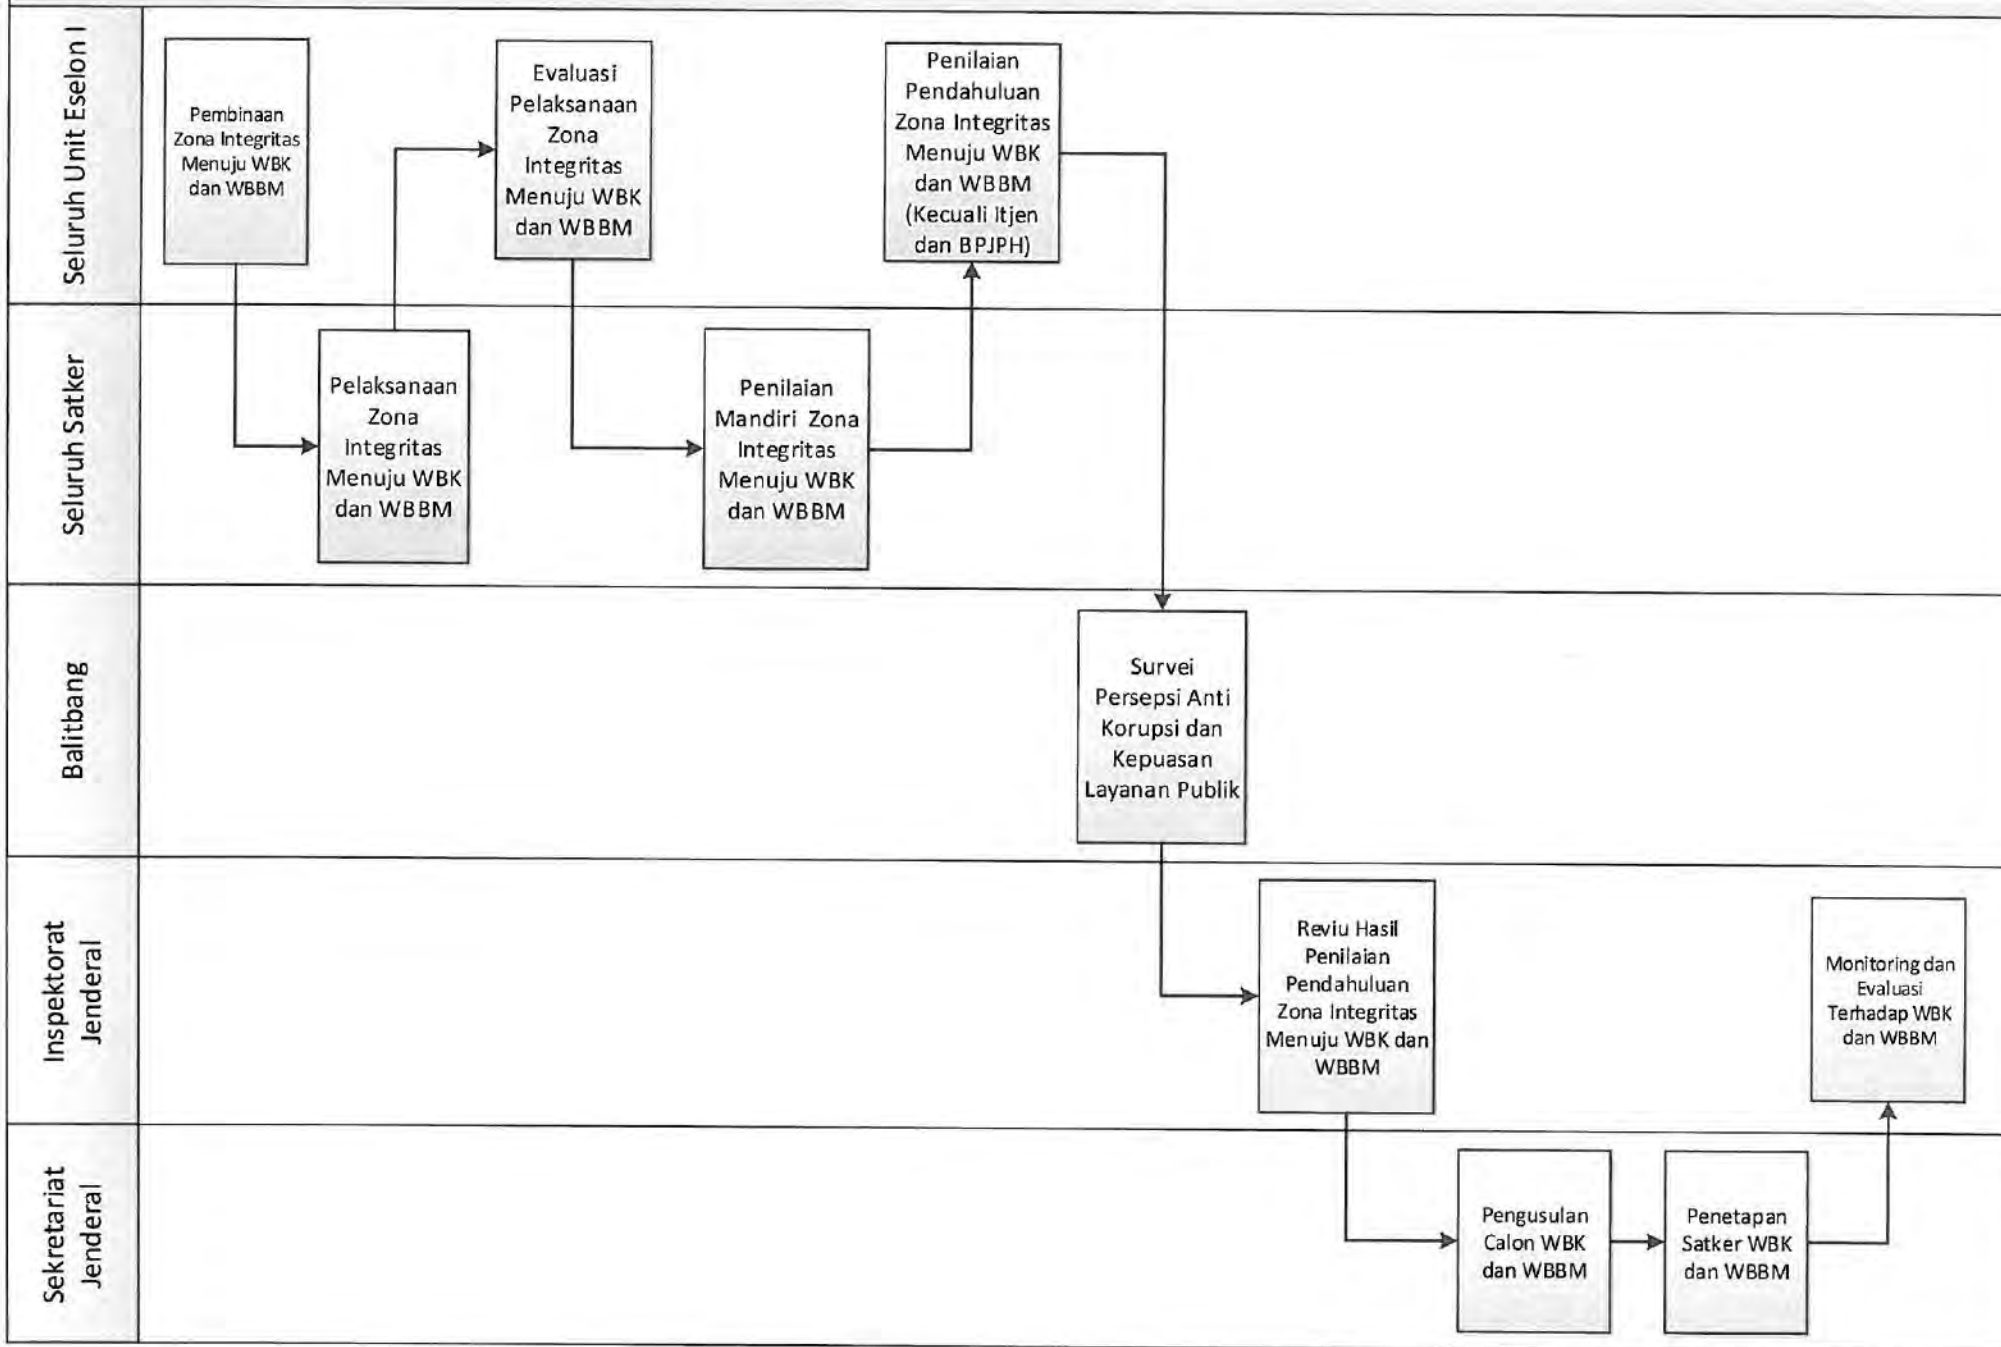 Seluruh Unit Eselon I
Pembinaan
Zona Integritas
Menuju WBK
dan WBBM
Evaluasi
Pelaksanaan
Zona
Integritas
Menuju WBK
dan WBBM
Penilaian
Pendahuluan
Zona Integritas
Menuju WBK
dan WBBM
(Kecuali Itjen
dan BPJPH)
Seluruh Satker
Pelaksanaan
Zona
Integritas
Menuju WBK
dan WBBM
Penilaian
Mandiri Zona
Integritas
Menuju WBK
dan WBBM
Balitbang
Survei
Persepsi Anti
Korupsi dan
Kepuasan
Layanan Publik
Inspektorat
Jenderal
Reviu Hasil
Penilaian
Pendahuluan
Zona Integritas
Menuju WBK dan
WBBM
Monitoring dan
Evaluasi
Terhadap WBK
dan WBBM
Sekretariat
Jenderal
Pengusulan
Calon WBK
dan WBBM
Penetapan
Satker WBK
dan WBBM